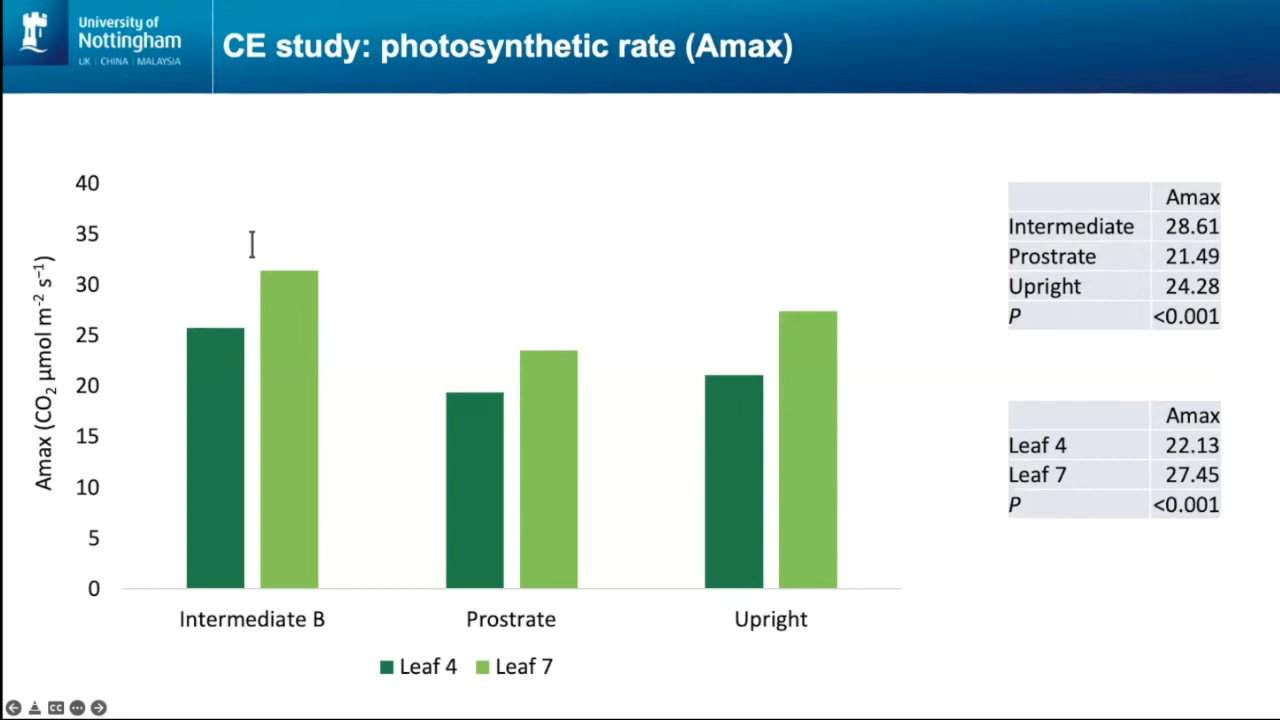 University of
Nottingham
UK | CHINA | MALAYSIA
CE study: photosynthetic rate (Amax)
Amax (CO₂ µmol m⁻² s⁻¹)
40
35
30
25
20
15
10
5
0
Intermediate B
Prostrate
Upright
Leaf 4
Leaf 7
Amax
Intermediate 28.61
Prostrate 21.49
Upright 24.28
P <0.001
Amax
Leaf 4 22.13
Leaf 7 27.45
P <0.001
CC